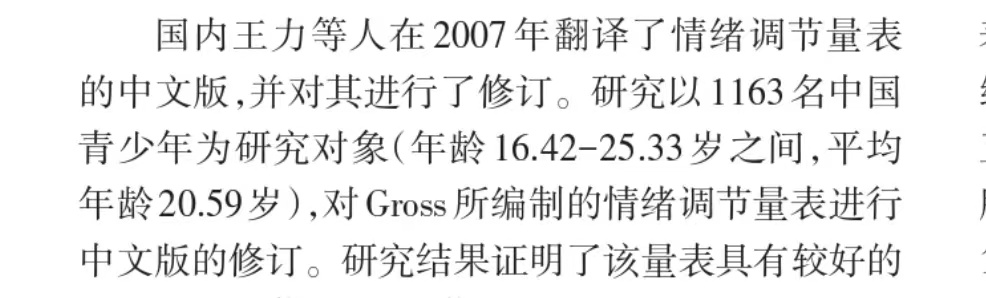 国内王力等人在2007年翻译了情绪调节量表
的中文版,并对其进行了修订。研究以1163名中国
青少年为研究对象(年龄16.42-25.33岁之间,平均
年龄20.59岁),对Gross所编制的情绪调节量表进行
中文版的修订。研究结果证明了该量表具有较好的